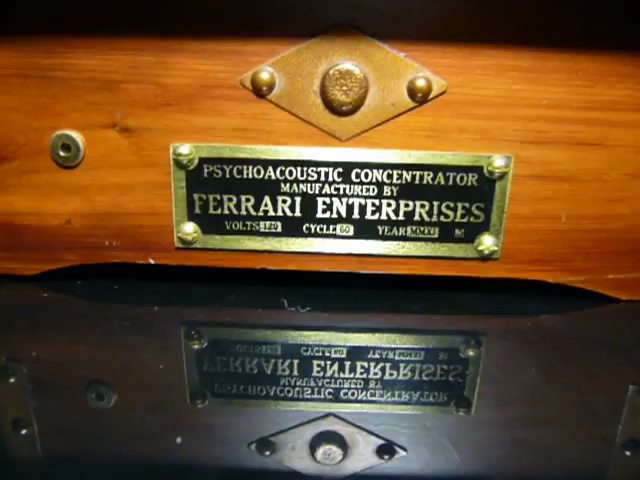 PSYCHOACOUSTIC CONCENTRATOR
MANUFACTURED BY
FERRARI ENTERPRISES
VOLTS 120 CYCLE 60 YEAR MMXI